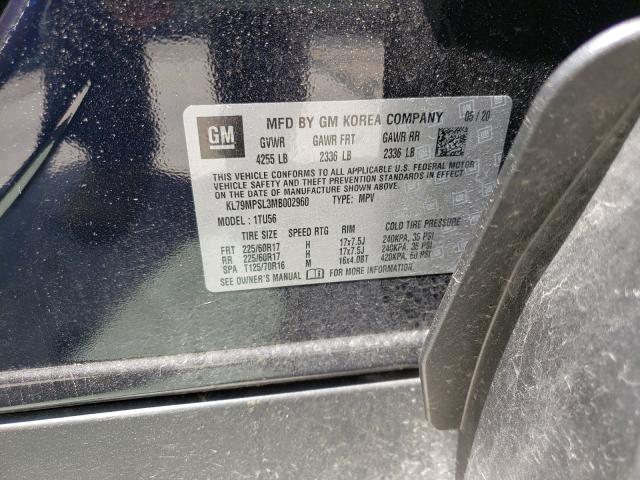 GM MFD BY GM KOREA COMPANY 05/20
GVWR GAWR FRT GAWR RR
4255 LB 2336 LB 2336 LB
THIS VEHICLE CONFORMS TO ALL APPLICABLE U.S. FEDERAL MOTOR
VEHICLE SAFETY AND THEFT PREVENTION STANDARDS IN EFFECT
ON THE DATE OF MANUFACTURE SHOWN ABOVE.
KL79MPSL3MB002960 TYPE: MPV
MODEL: 1TU56
TIRE SIZE SPEED RTG RIM COLD TIRE PRESSURE
FRT 225/60R17 H 17x7.5J 240KPA, 35 PSI
RR 225/60R17 H 17x7.5J 240KPA, 35 PSI
SPA T125/70R16 M 16x4.0BT 420KPA, 60 PSI
SEE OWNER'S MANUAL FOR MORE INFORMATION.